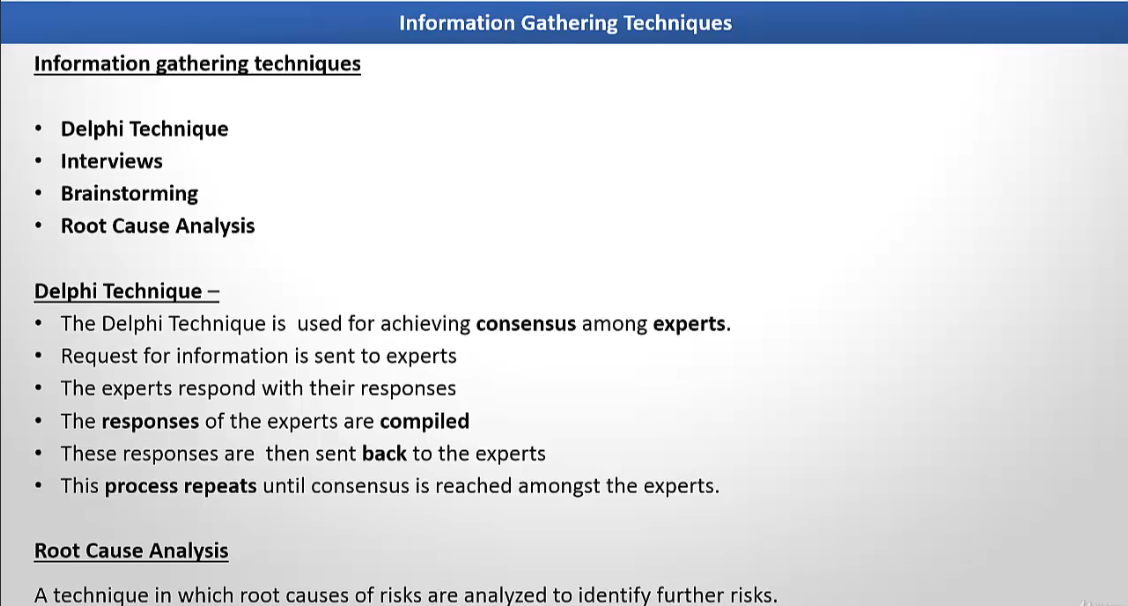 Information Gathering Techniques
Information gathering techniques
• Delphi Technique
• Interviews
• Brainstorming
• Root Cause Analysis
Delphi Technique –
• The Delphi Technique is  used for achieving consensus among experts.
• Request for information is sent to experts
• The experts respond with their responses
• The responses of the experts are compiled
• These responses are  then sent back to the experts
• This process repeats until consensus is reached amongst the experts.
Root Cause Analysis
A technique in which root causes of risks are analyzed to identify further risks.